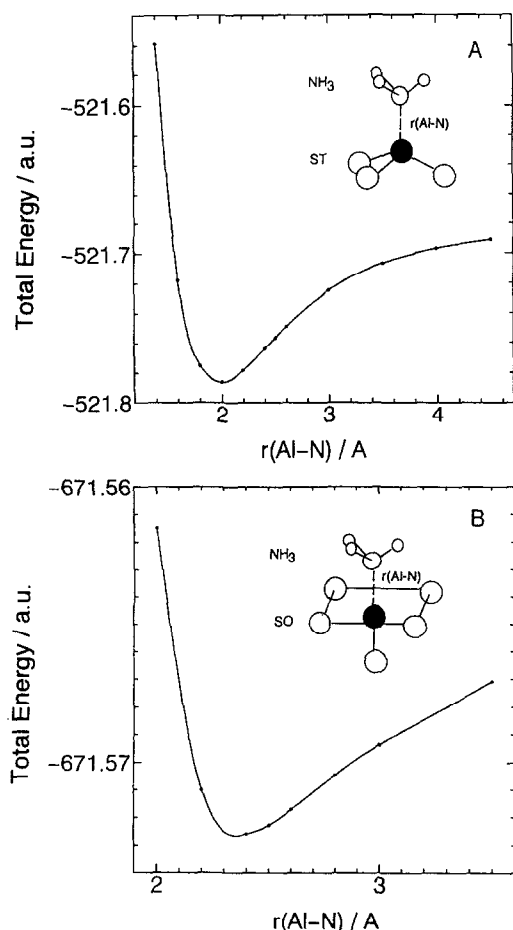 A
NH3
r(Al-N)
ST
Total Energy / a.u.
-521.6
-521.7
-521.8
2
3
4
r(Al-N) / A
B
NH3
r(Al-N)
SO
Total Energy / a.u.
-671.56
-671.57
2
3
r(Al-N) / A